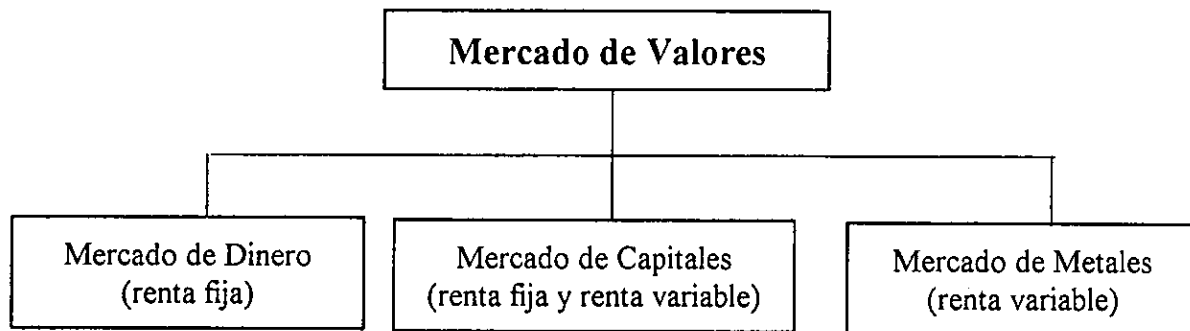 Mercado de Valores
Mercado de Dinero
(renta fija)
Mercado de Capitales
(renta fija y renta variable)
Mercado de Metales
(renta variable)